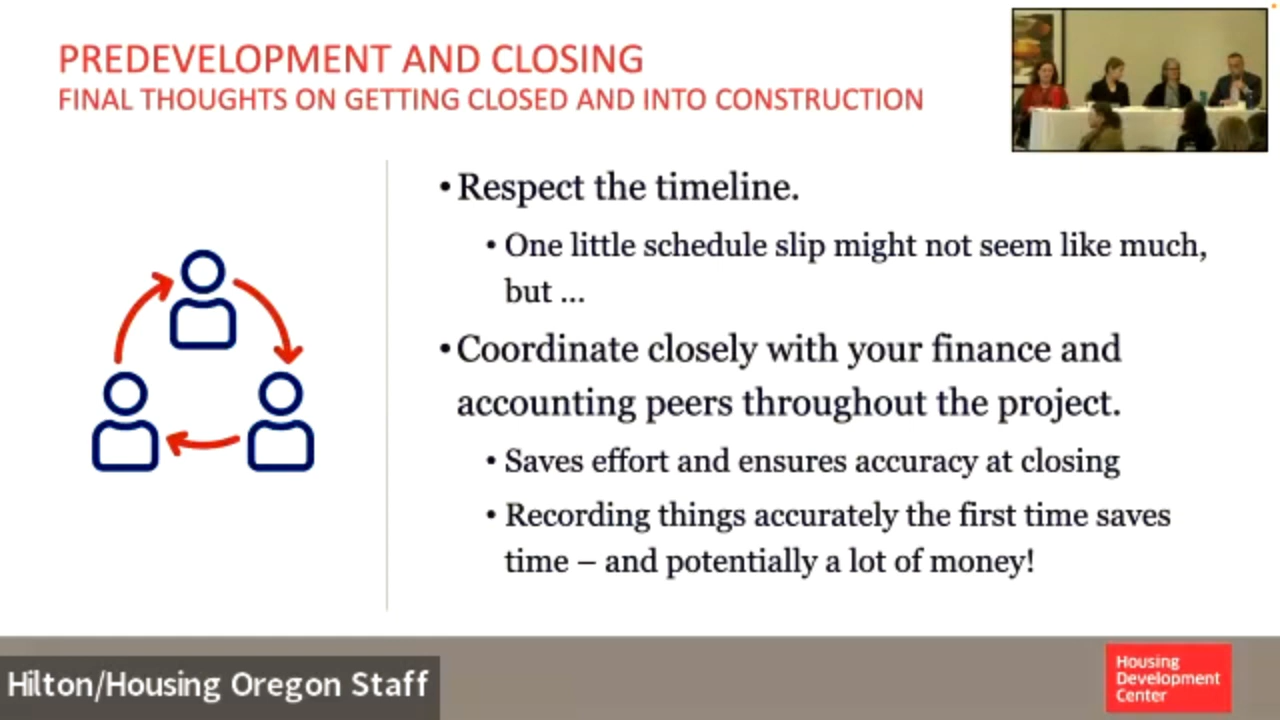 PREDEVELOPMENT AND CLOSING
FINAL THOUGHTS ON GETTING CLOSED AND INTO CONSTRUCTION
•Respect the timeline.
• One little schedule slip might not seem like much,
but ...
•Coordinate closely with your finance and
accounting peers throughout the project.
• Saves effort and ensures accuracy at closing
• Recording things accurately the first time saves
time – and potentially a lot of money!
Hilton/Housing Oregon Staff
Housing
Development
Center